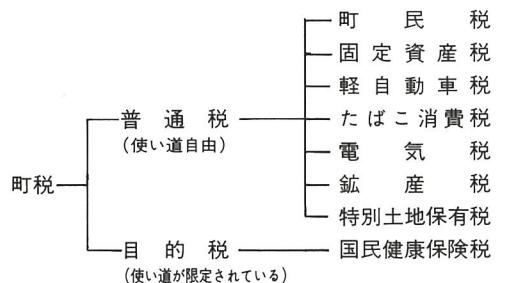 町税
普通税
(使い道自由)
町民税
固定資産税
軽自動車税
たばこ消費税
電気税
鉱産税
特別土地保有税
目的税
(使い道が限定されている)
国民健康保険税